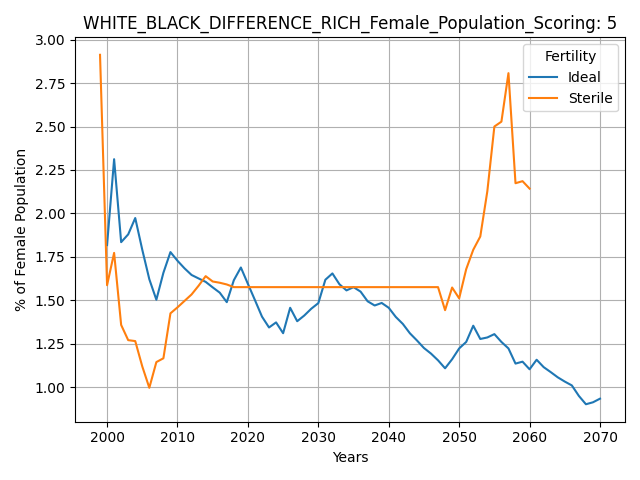 WHITE_BLACK_DIFFERENCE_RICH_Female_Population_Scoring: 5
Fertility
Ideal
Sterile
% of Female Population
3.00
2.75
2.50
2.25
2.00
1.75
1.50
1.25
1.00
2000 2010 2020 2030 2040 2050 2060 2070
Years